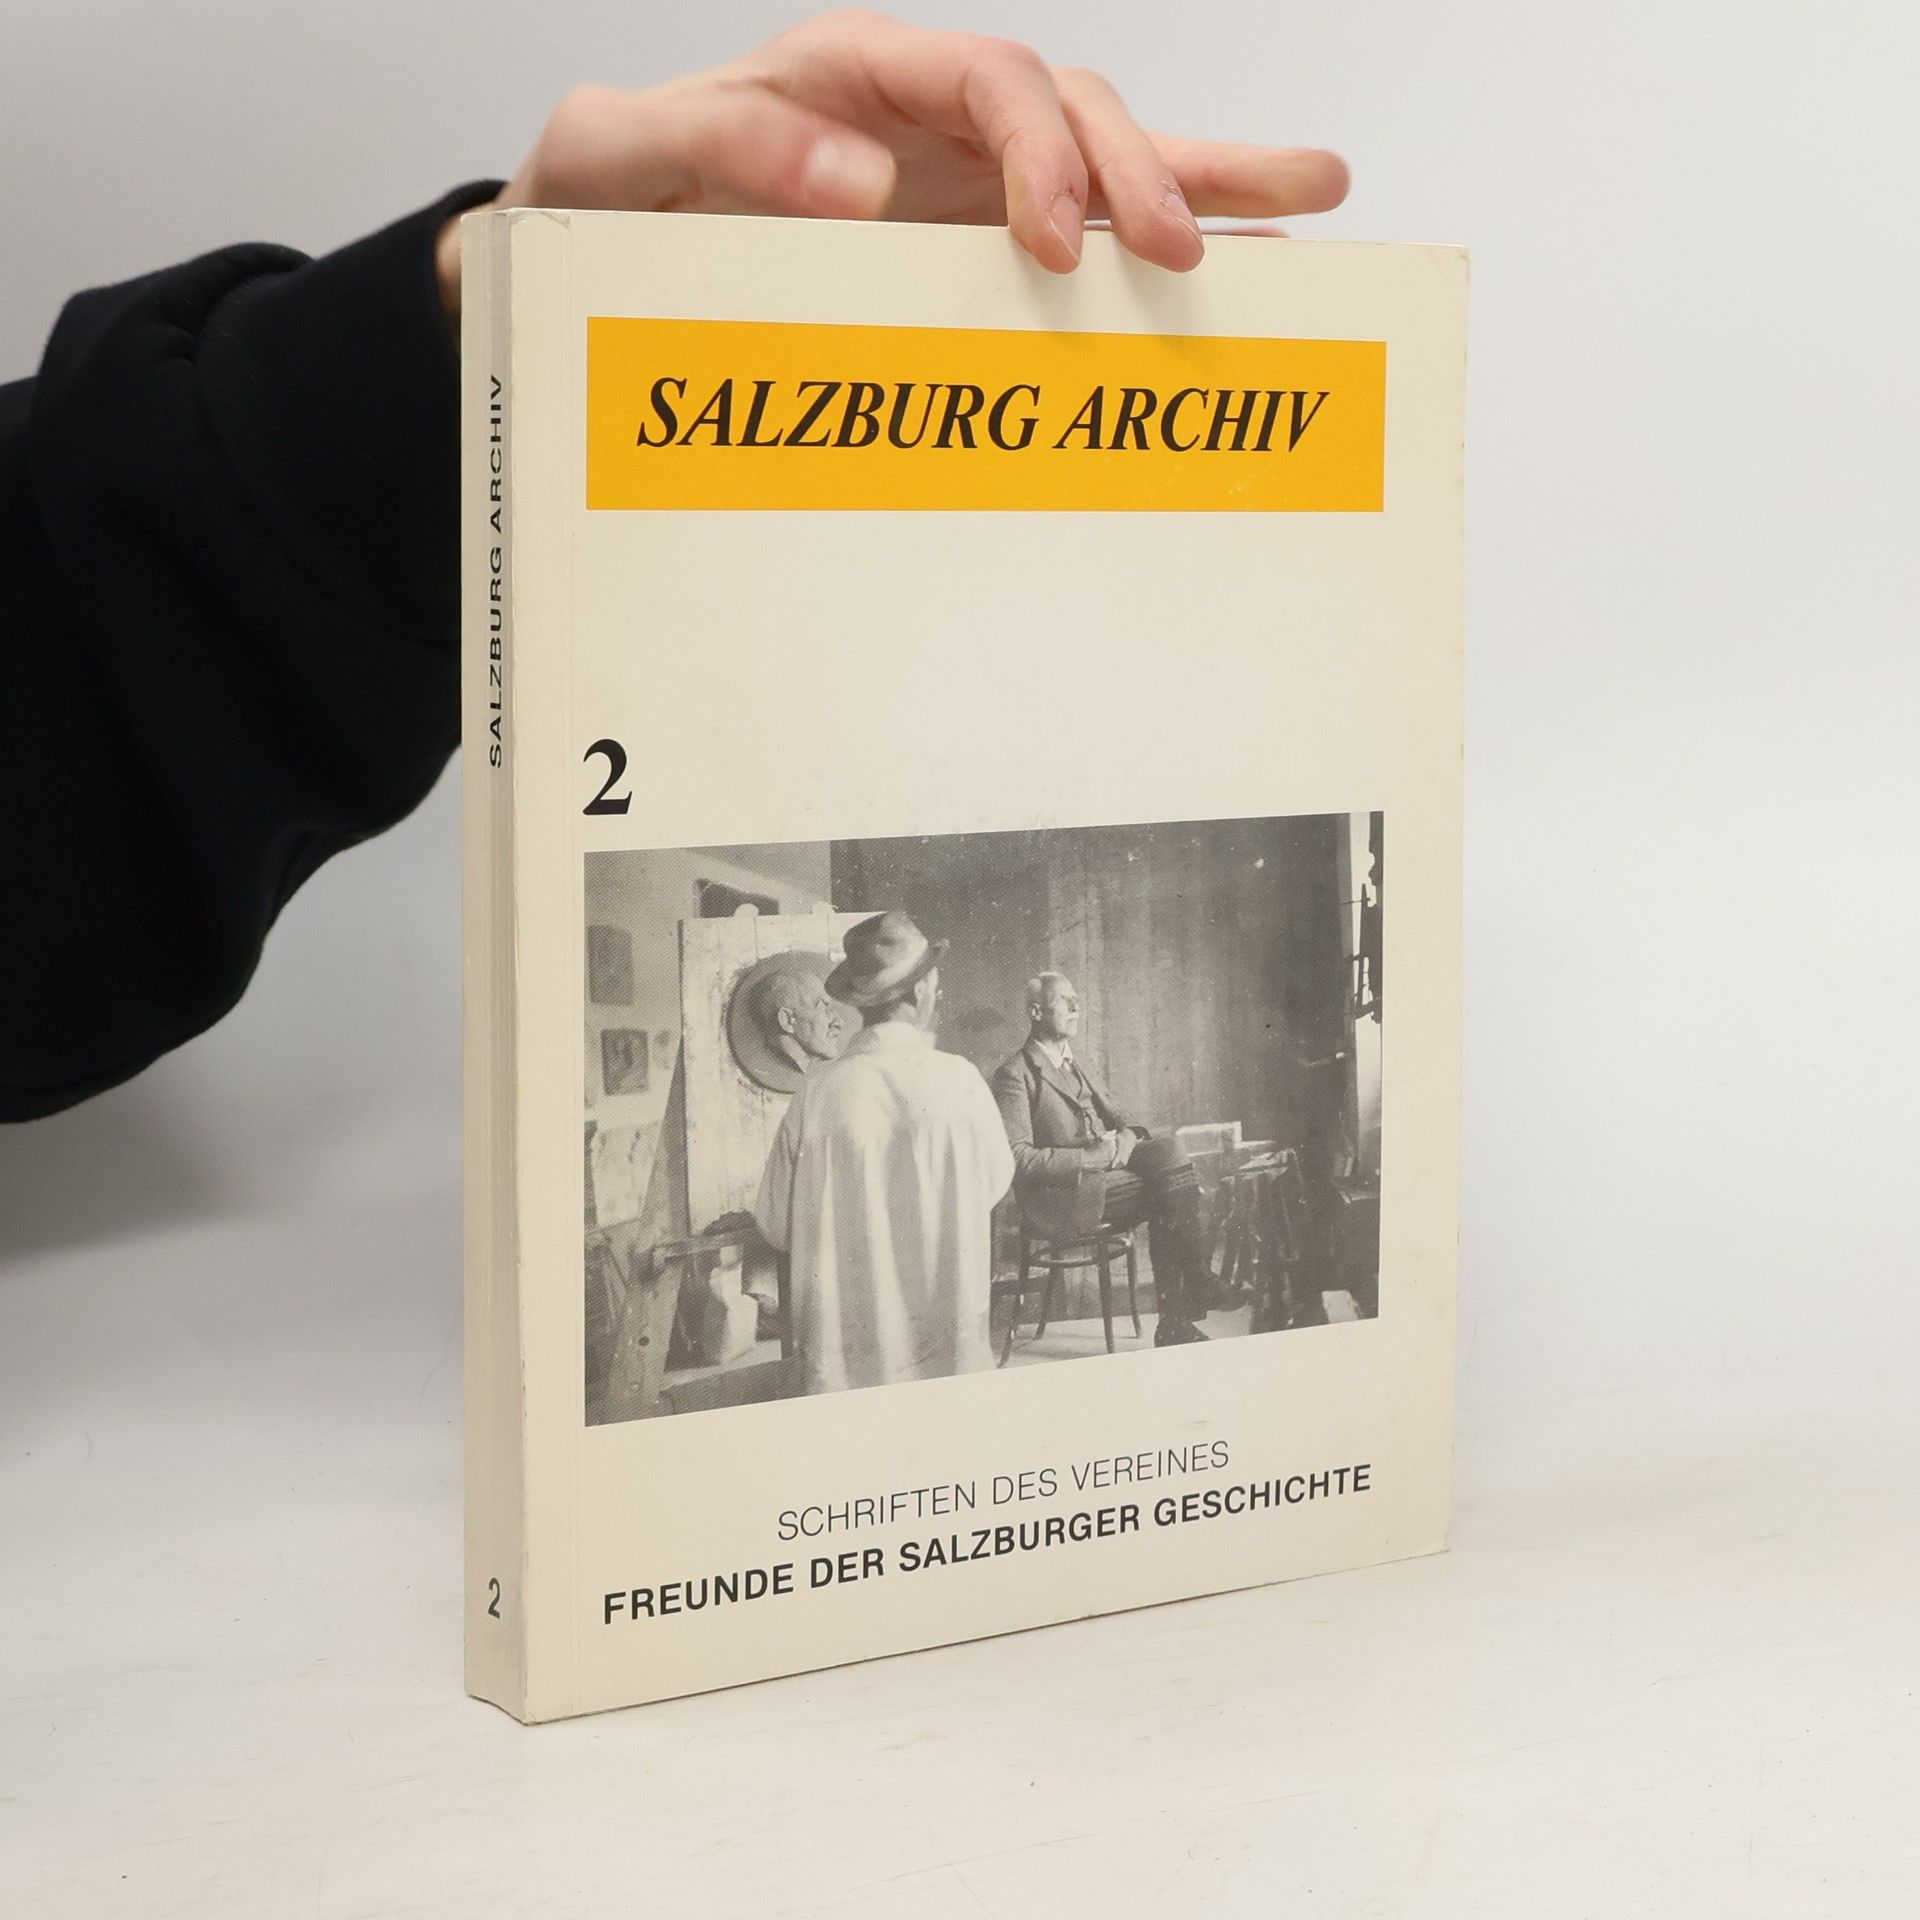 SALZBURG ARCHIV
2
SCHRIFTEN DES VEREINES
FREUNDE DER SALZBURGER GESCHICHTE
SALZBURG ARCHIV
2